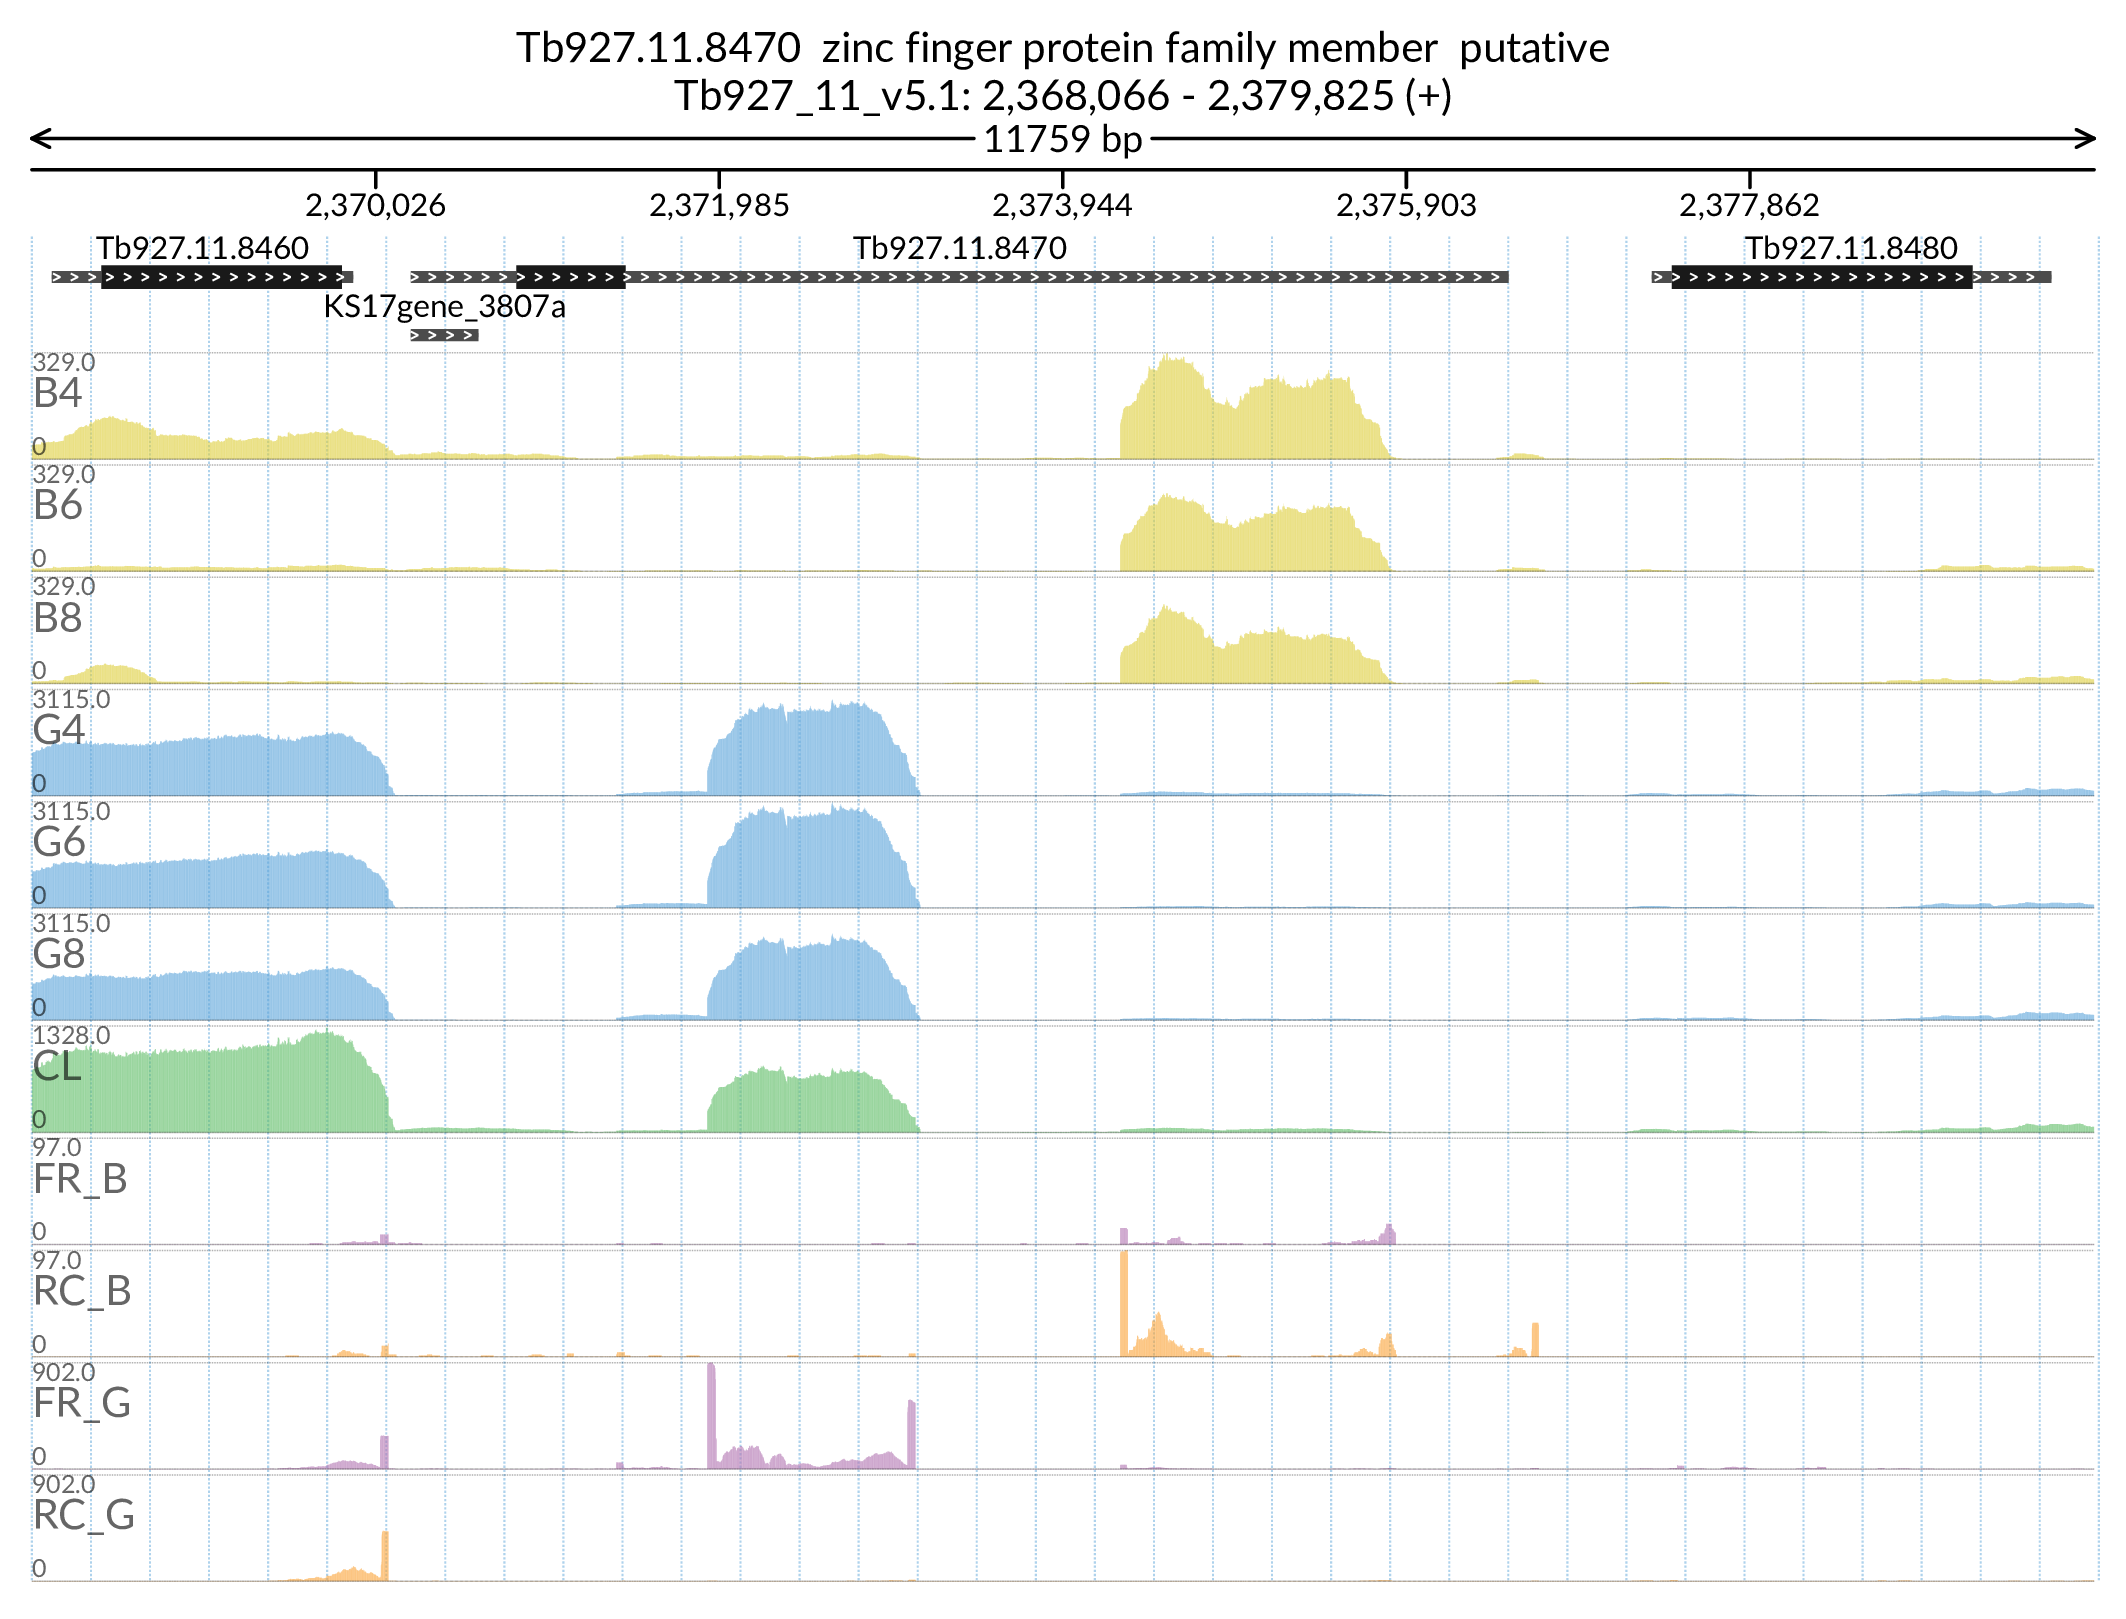 Tb927.11.8470 zinc finger protein family member putative
Tb927_11_v5.1: 2,368,066 - 2,379,825 (+)
11759 bp
2,370,026 2,371,985 2,373,944 2,375,903 2,377,862
Tb927.11.8460 Tb927.11.8470 Tb927.11.8480
KS17gene_3807a
329.0
B4
0
329.0
B6
0
329.0
B8
0
3115.0
G4
0
3115.0
G6
0
3115.0
G8
0
1328.0
CL
0
97.0
FR_B
0
97.0
RC_B
0
902.0
FR_G
0
902.0
RC_G
0